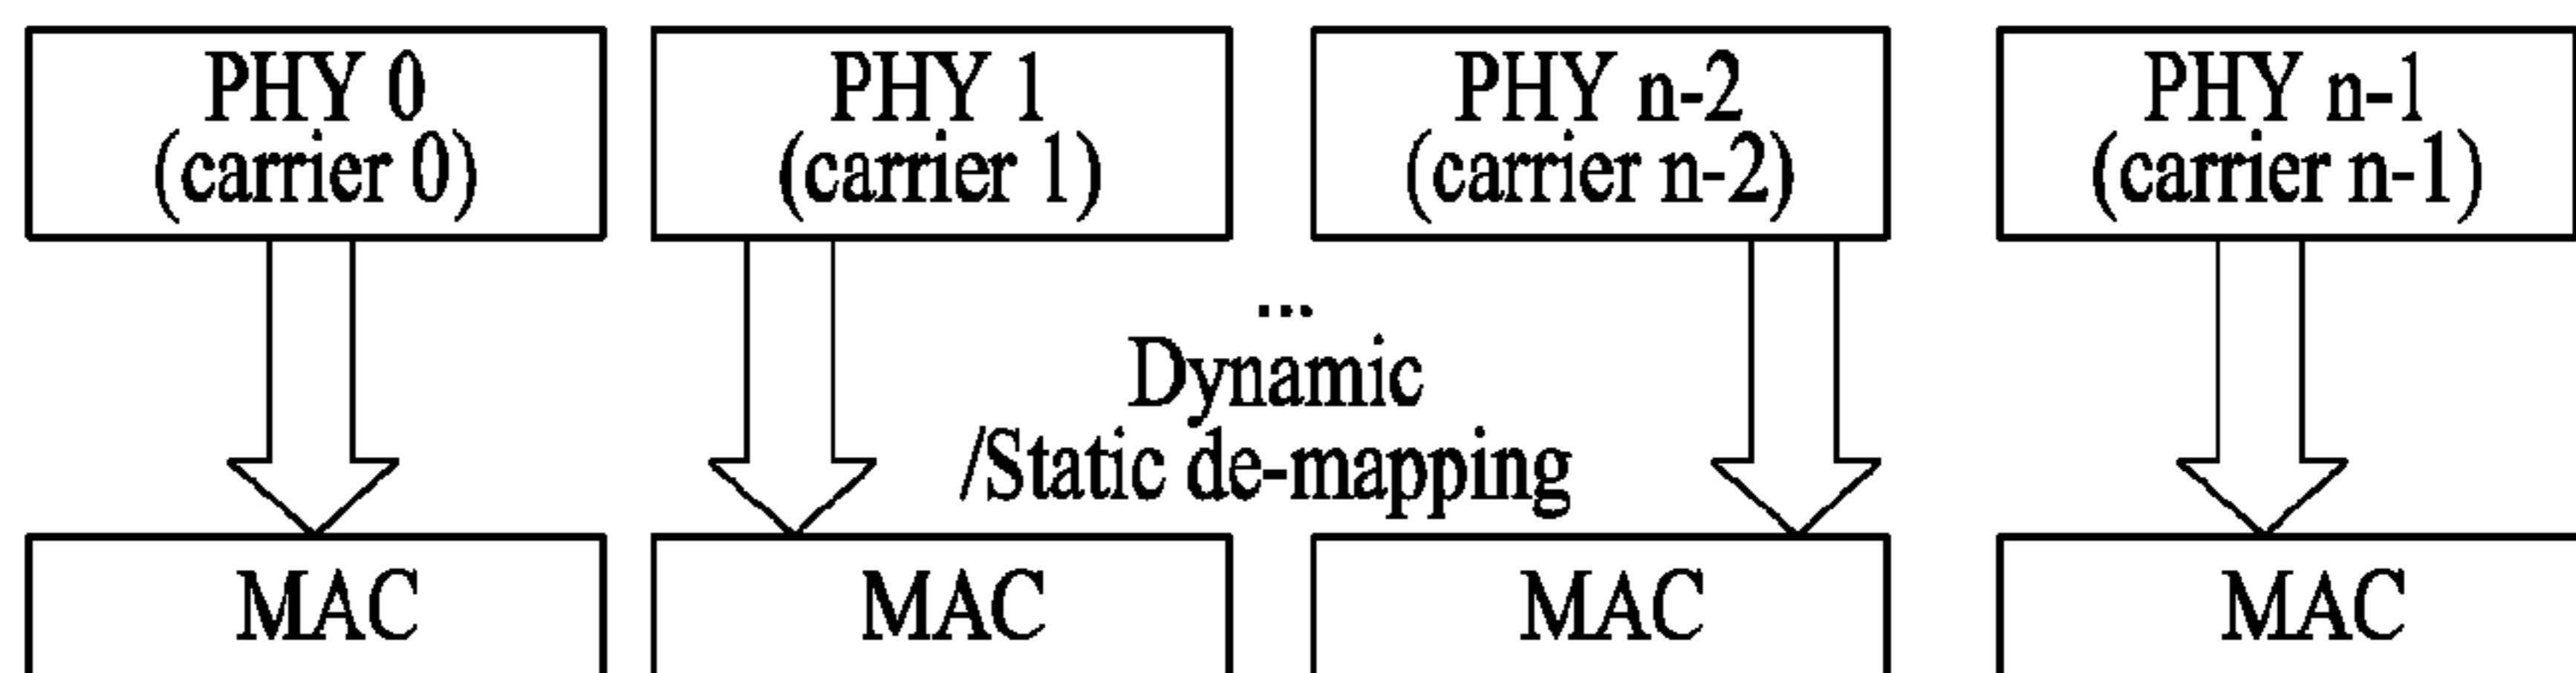 PHY 0
(carrier 0)
PHY 1
(carrier 1)
PHY n-2
(carrier n-2)
PHY n-1
(carrier n-1)
...
Dynamic
/Static de-mapping
MAC
MAC
MAC
MAC